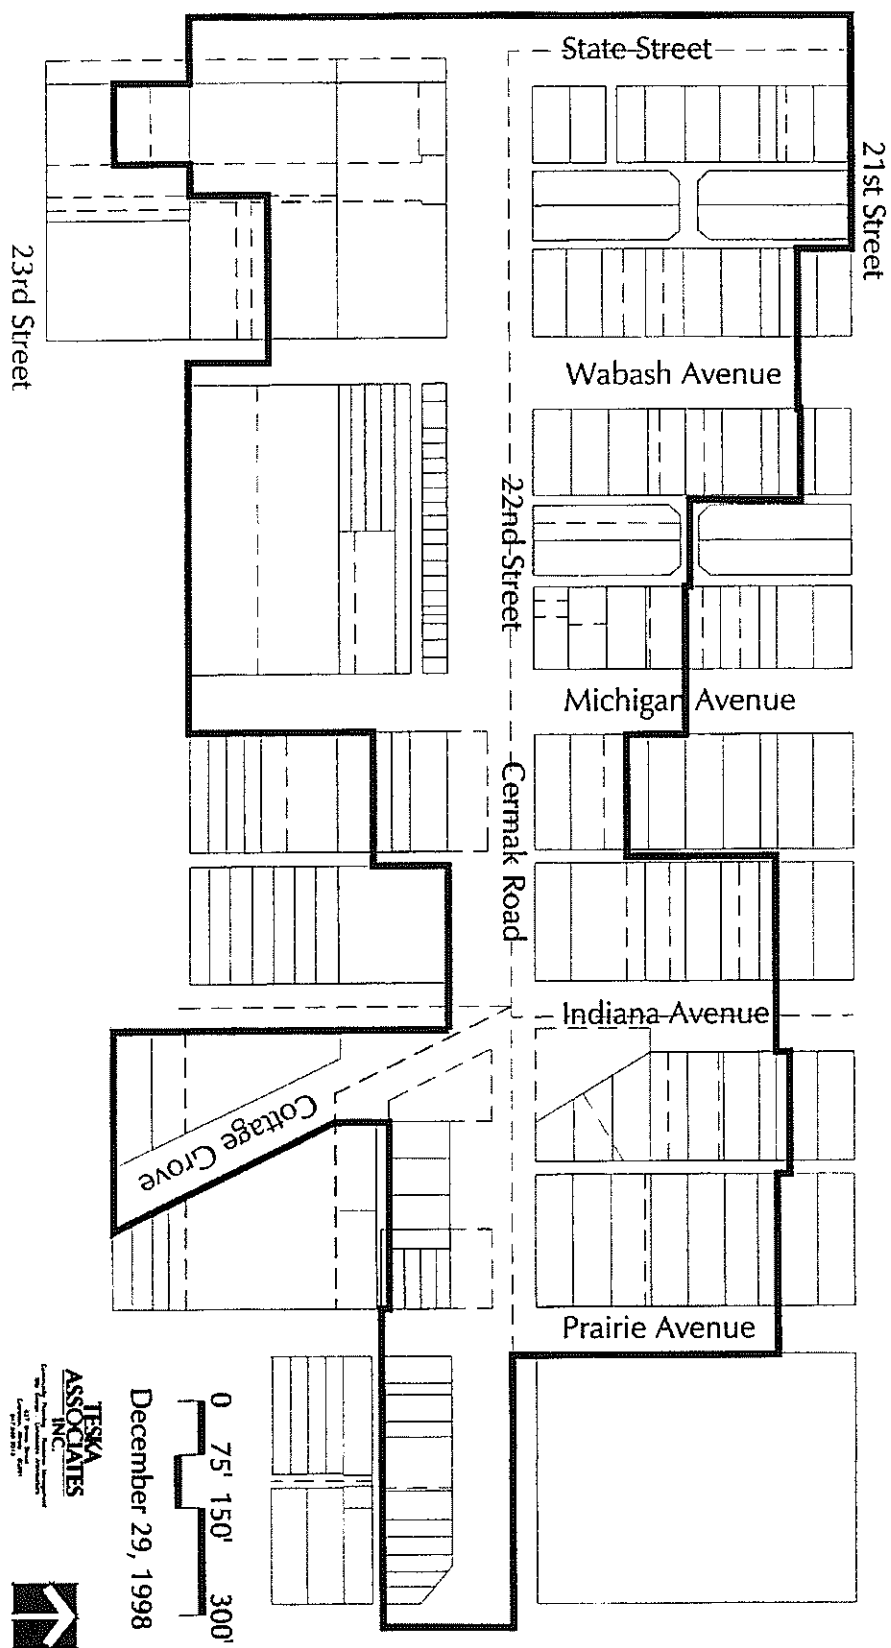 State Street
21st Street
23rd Street
Wabash Avenue
22nd Street
Michigan Avenue
Cermak Road
Indiana Avenue
Cottage Grove
Prairie Avenue
0 75' 150' 300'
December 29, 1998
TESKA
ASSOCIATES
INC.